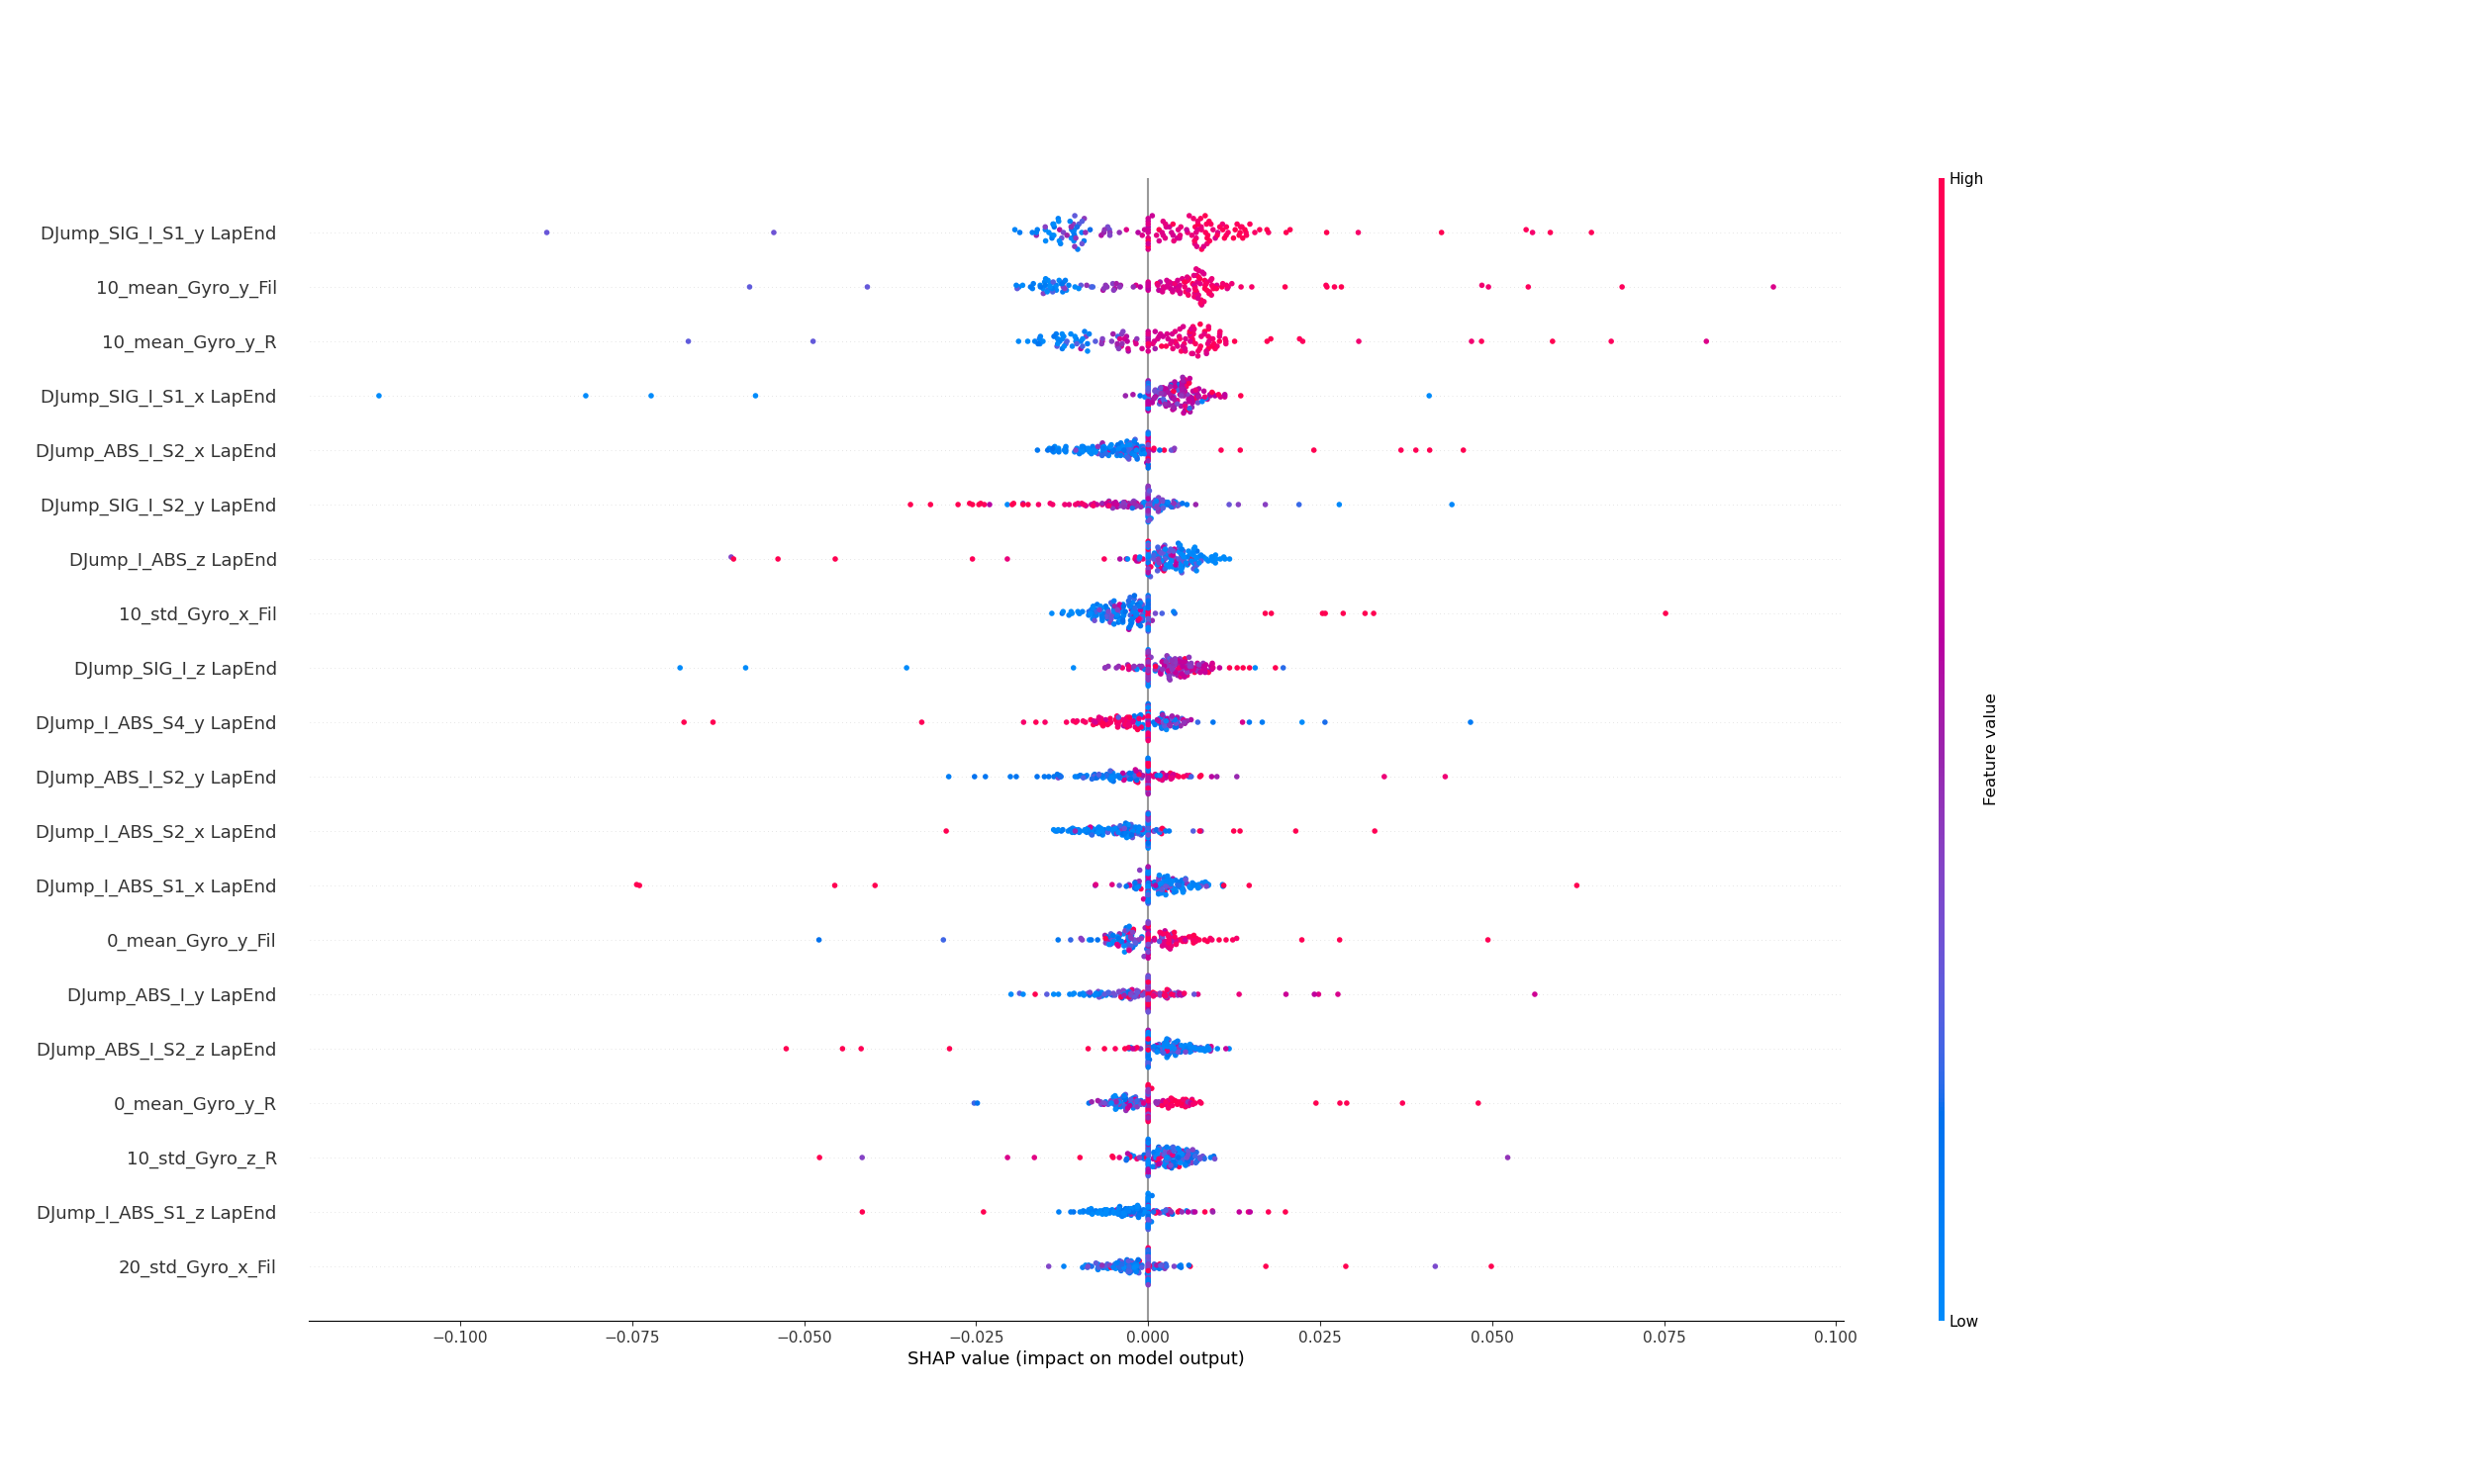 High
DJump_SIG_I_S1_y LapEnd
10_mean_Gyro_y_Fil
10_mean_Gyro_y_R
DJump_SIG_I_S1_x LapEnd
DJump_ABS_I_S2_x LapEnd
DJump_SIG_I_S2_y LapEnd
DJump_I_ABS_z LapEnd
10_std_Gyro_x_Fil
DJump_SIG_I_z LapEnd
DJump_I_ABS_S4_y LapEnd
DJump_ABS_I_S2_y LapEnd
DJump_I_ABS_S2_x LapEnd
DJump_I_ABS_S1_x LapEnd
0_mean_Gyro_y_Fil
DJump_ABS_I_y LapEnd
DJump_ABS_I_S2_z LapEnd
0_mean_Gyro_y_R
10_std_Gyro_z_R
DJump_I_ABS_S1_z LapEnd
20_std_Gyro_x_Fil
Feature value
Low
−0.100 −0.075 −0.050 −0.025 0.000 0.025 0.050 0.075 0.100
SHAP value (impact on model output)